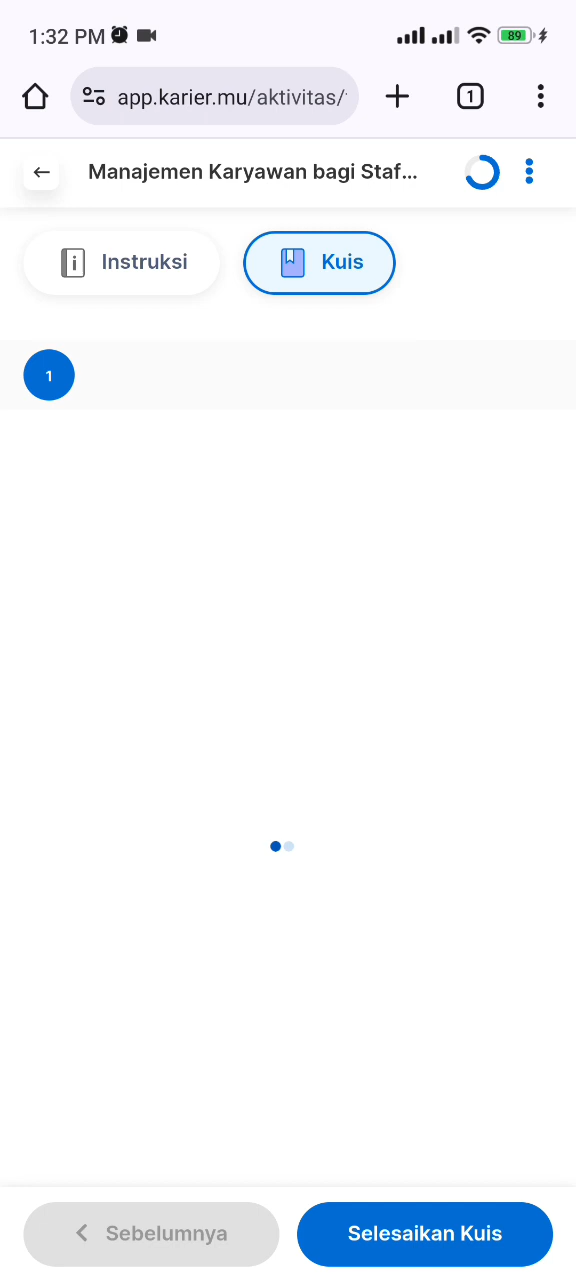 1:32 PM
89
app.karier.mu/aktivitas/
1
Manajemen Karyawan bagi Staf...
Instruksi
Kuis
1
Sebelumnya
Selesaikan Kuis